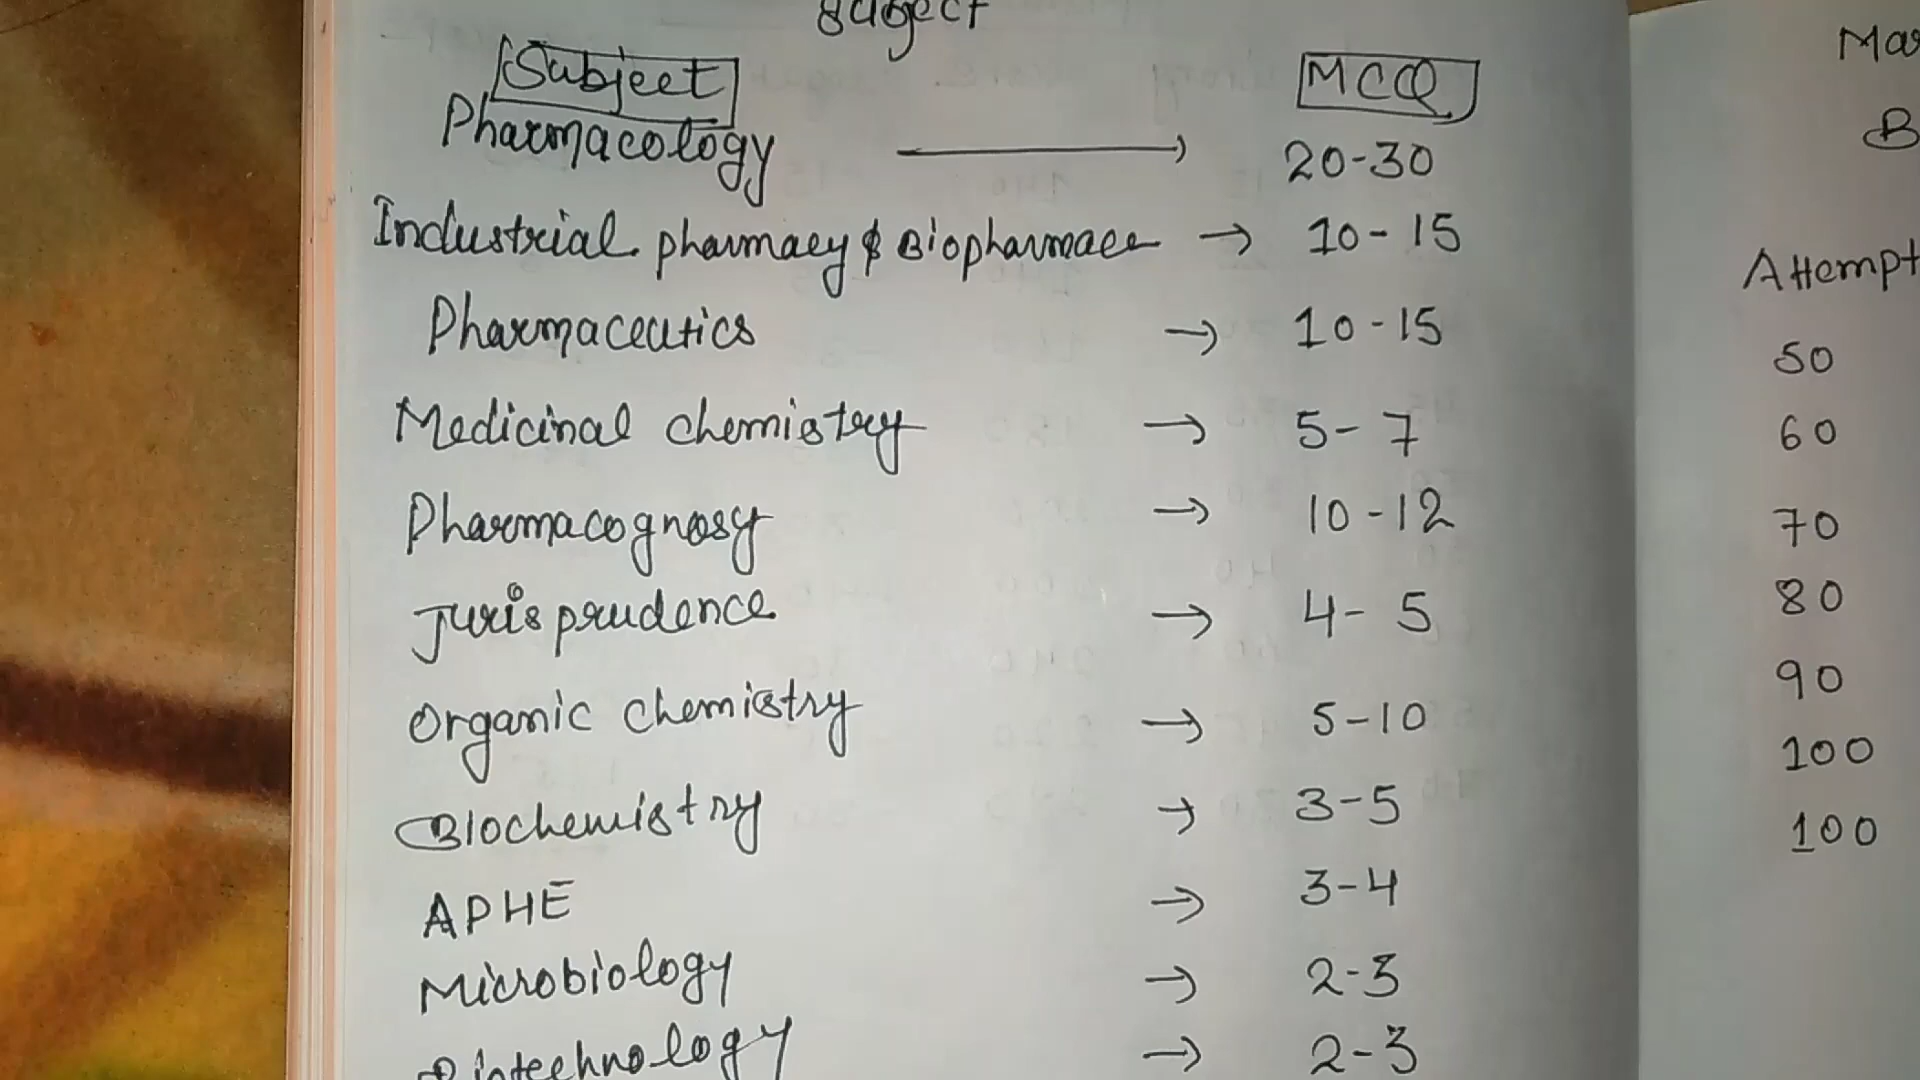 subject
Subject MCQ
Pharmacology → 20-30
Industrial pharmacy & Biopharmace → 10-15
Pharmaceutics → 10-15
Medicinal chemistry → 5-7
Pharmacognosy → 10-12
Jurisprudence → 4-5
Organic chemistry → 5-10
Biochemistry → 3-5
APHE → 3-4
Microbiology → 2-3
Biotechnology → 2-3
Attempt
50
60
70
80
90
100
100